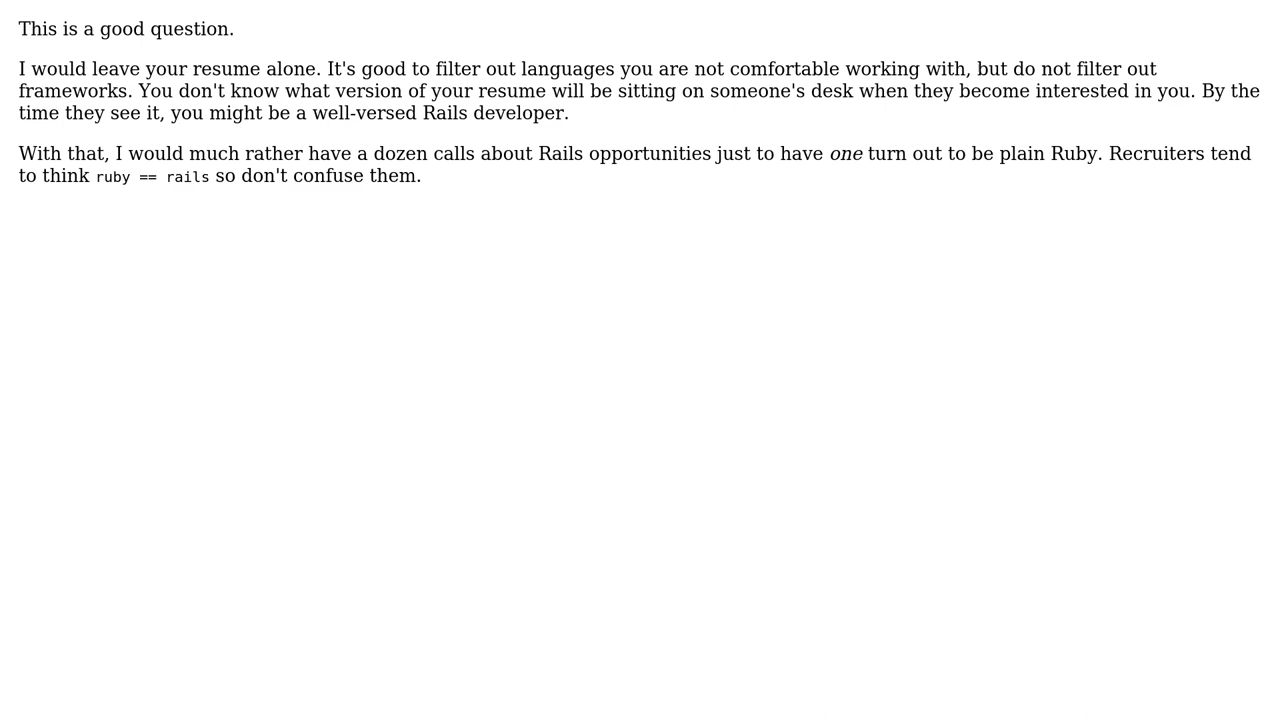 This is a good question.
I would leave your resume alone. It's good to filter out languages you are not comfortable working with, but do not filter out
frameworks. You don't know what version of your resume will be sitting on someone's desk when they become interested in you. By the
time they see it, you might be a well-versed Rails developer.
With that, I would much rather have a dozen calls about Rails opportunities just to have one turn out to be plain Ruby. Recruiters tend
to think ruby == rails so don't confuse them.